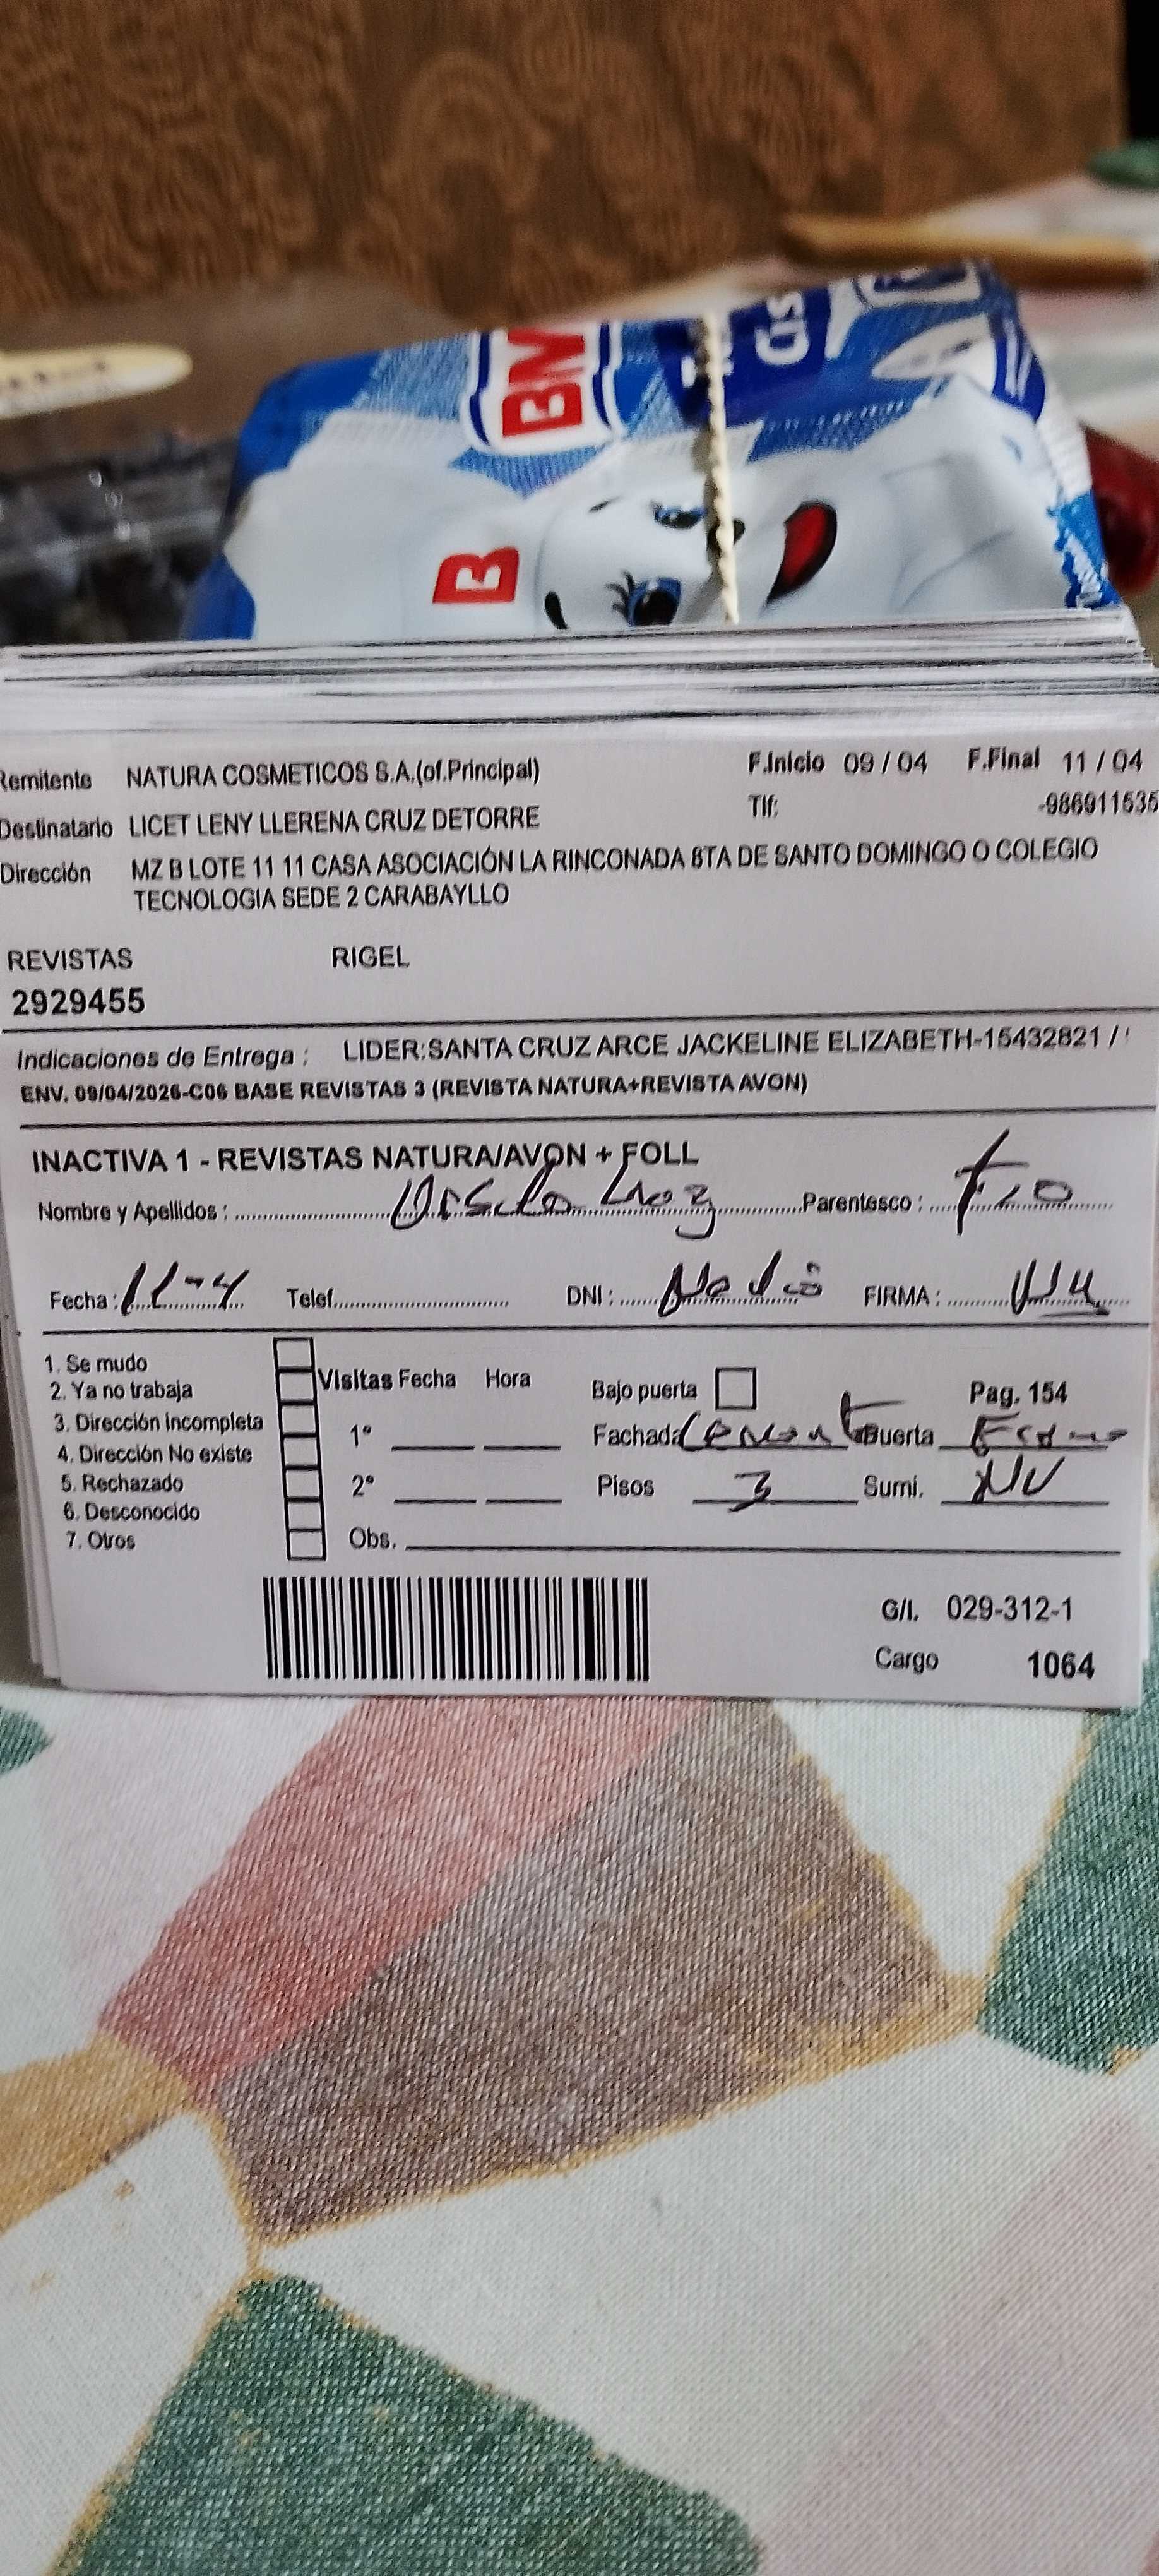 BM
B
Remitente NATURA COSMETICOS S.A.(of.Principal) F.Inicio 09 / 04 F.Final 11 / 04
Destinatario LICET LENY LLERENA CRUZ DETORRE Tlf: -986911535
Dirección MZ B LOTE 11 11 CASA ASOCIACIÓN LA RINCONADA 8TA DE SANTO DOMINGO O COLEGIO
TECNOLOGIA SEDE 2 CARABAYLLO
REVISTAS RIGEL
2929455
Indicaciones de Entrega : LIDER:SANTA CRUZ ARCE JACKELINE ELIZABETH-15432821 /
ENV. 09/04/2026-C06 BASE REVISTAS 3 (REVISTA NATURA+REVISTA AVON)
INACTIVA 1 - REVISTAS NATURA/AVON + FOLL
Nombre y Apellidos : Parentesco :
Fecha : 11-4 Telef. DNI : FIRMA :
1. Se mudo
2. Ya no trabaja Visitas Fecha Hora Bajo puerta Pag. 154
3. Dirección incompleta 1° Fachada Puerta
4. Dirección No existe
5. Rechazado 2° Pisos 3 Sumi. NV
6. Desconocido
7. Otros Obs.
G/I. 029-312-1
Cargo 1064